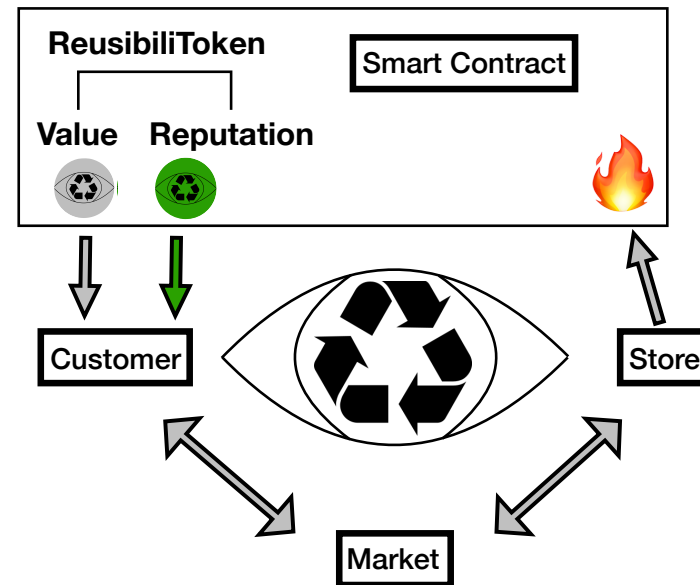 ReusibiliToken
Smart Contract
Value Reputation
Customer
Store
Market